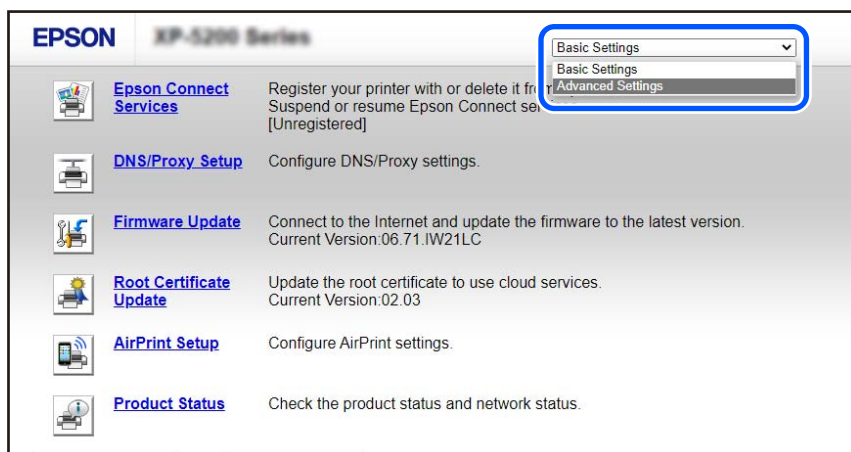 EPSON XP-5200 Series
Basic Settings
Basic Settings
Advanced Settings
Epson Connect Services
Register your printer with or delete it
Suspend or resume Epson Connect
[Unregistered]
DNS/Proxy Setup
Configure DNS/Proxy settings.
Firmware Update
Connect to the Internet and update the firmware to the latest version.
Current Version:06.71.IW21LC
Root Certificate
Update
Update the root certificate to use cloud services.
Current Version:02.03
AirPrint Setup
Configure AirPrint settings.
Product Status
Check the product status and network status.